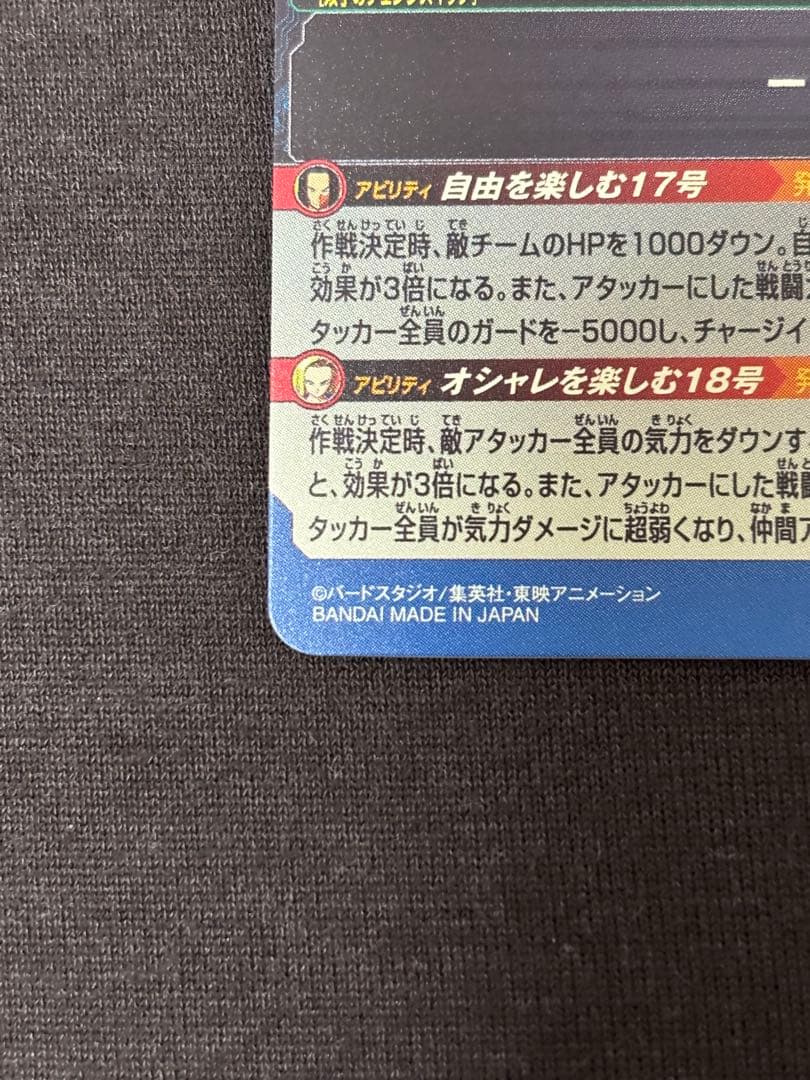 アビリティ 自由を楽しむ17号
作戦決定時、敵チームのHPを1000ダウン。
効果が3倍になる。また、アタッカーにした戦闘
タッカー全員のガードを−5000し、チャージイ
アビリティ オシャレを楽しむ18号
作戦決定時、敵アタッカー全員の気力をダウンす
と、効果が3倍になる。また、アタッカーにした戦闘
タッカー全員が気力ダメージに超弱くなり、仲間ア
©バードスタジオ/集英社・東映アニメーション
BANDAI MADE IN JAPAN